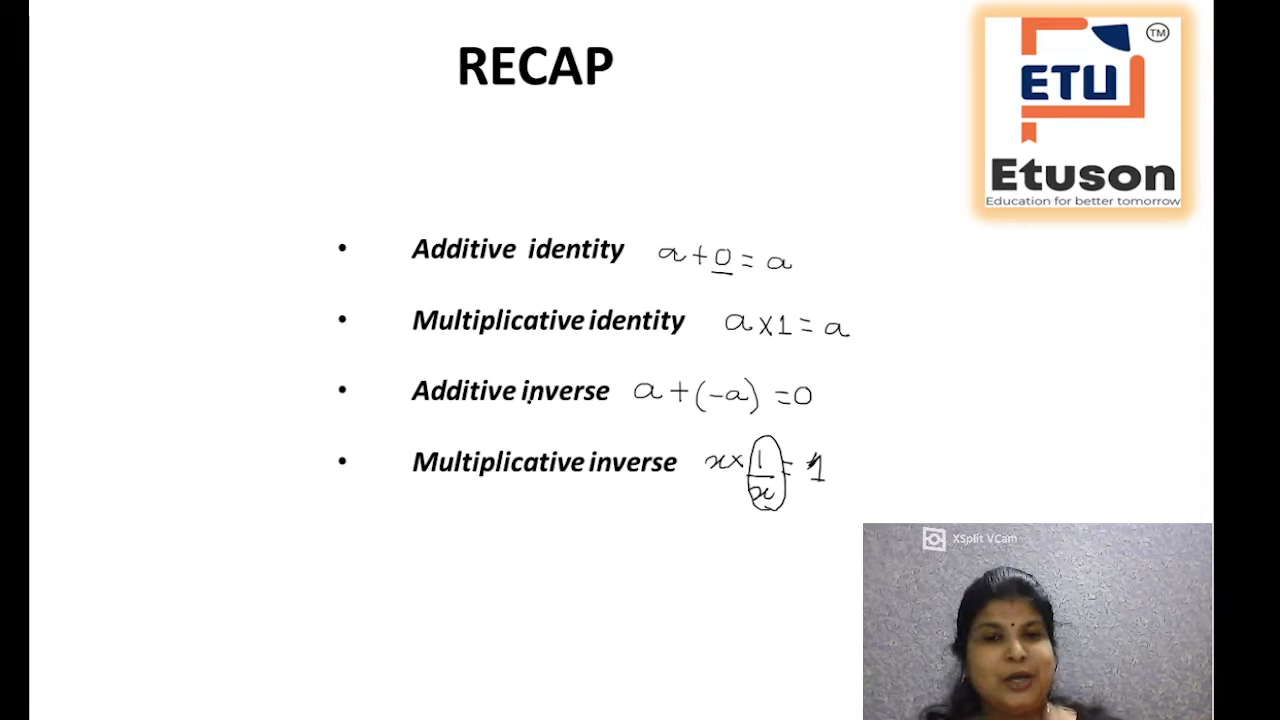 RECAP
TM
ETU
Etuson
Education for better tomorrow
• Additive identity a + 0 = a
• Multiplicative identity a × 1 = a
• Additive inverse a + (-a) = 0
• Multiplicative inverse x × 1/x = 1
XSplit VCam